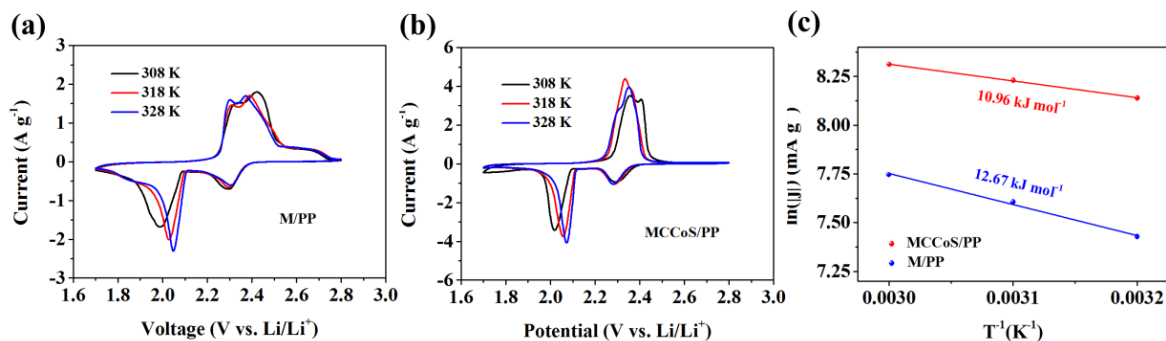 (a)
Current (A g⁻¹)
3
2
1
0
-1
-2
-3
308 K
318 K
328 K
M/PP
1.6
1.8
2.0
2.2
2.4
2.6
2.8
3.0
Voltage (V vs. Li/Li⁺)
(b)
Current (A g⁻¹)
6
4
2
0
-2
-4
-6
308 K
318 K
328 K
MCCoS/PP
1.6
1.8
2.0
2.2
2.4
2.6
2.8
3.0
Potential (V vs. Li/Li⁺)
(c)
ln(|J|) (mA g
8.25
8.00
7.75
7.50
7.25
10.96 kJ mol⁻¹
12.67 kJ mol⁻¹
MCCoS/PP
M/PP
0.0030
0.0031
0.0032
T⁻¹(K⁻¹)